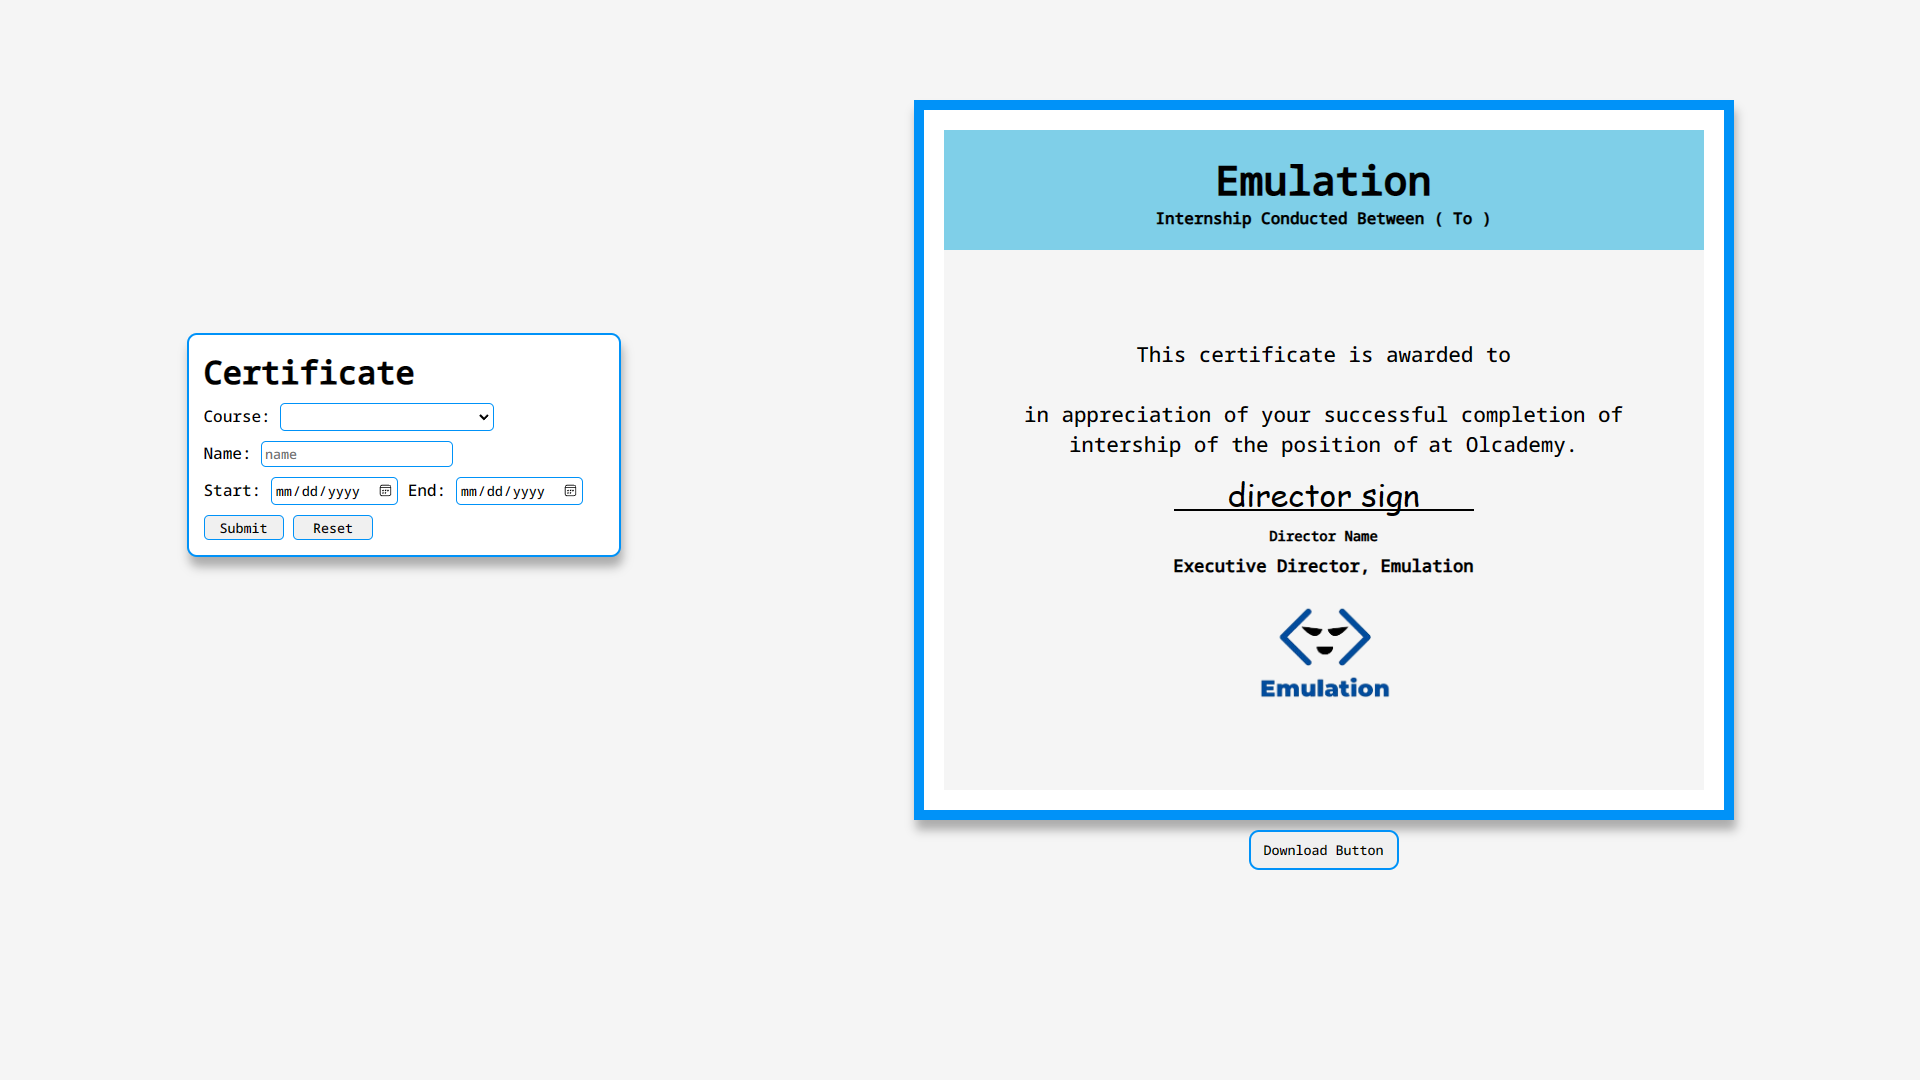 Certificate
Course:
Name: name
Start: mm/dd/yyyy End: mm/dd/yyyy
Submit Reset
Emulation
Internship Conducted Between ( To )
This certificate is awarded to
in appreciation of your successful completion of
intership of the position of at Olcademy.
director sign
Director Name
Executive Director, Emulation
Emulation
Download Button